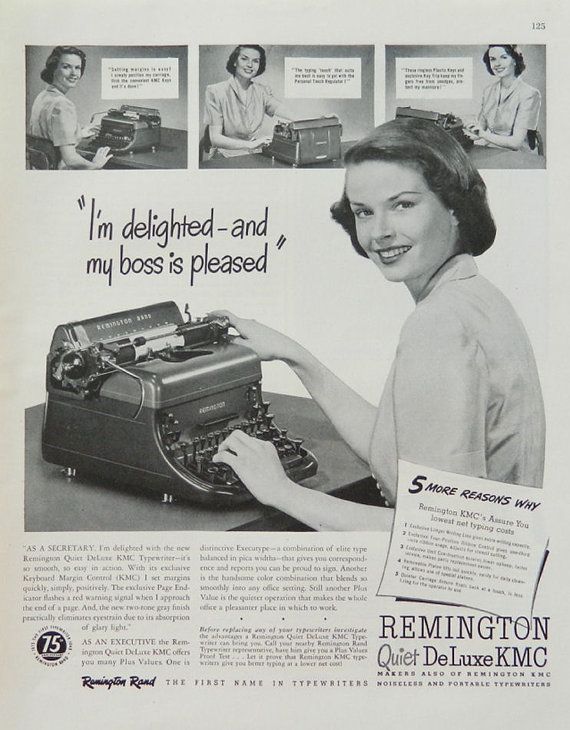 125
"Setting margins is easy! I simply position my carriage, flick the convenient KMC Keys and it's done!"
"The typing 'touch' that suits me best is easy to get with the Personal Touch Regulator!"
"These ringless Plastic Keys and exclusive Key Trip keep my fingers free from smudges, protect my manicure!"
"I'm delighted – and
my boss is pleased"
REMINGTON RAND
REMINGTON
5 MORE REASONS WHY
Remington KMC's Assure You
lowest net typing costs
"AS A SECRETARY, I'm delighted with the new
Remington Quiet DeLuxe KMC Typewriter—it's
so smooth, so easy in action. With its exclusive
Keyboard Margin Control (KMC) I set margins
quickly, simply, positively. The exclusive Page End-
icator flashes a red warning signal when I approach
the end of a page. And, the new two-tone gray finish
practically eliminates eyestrain due to its absorption
of glary light."
AS AN EXECUTIVE the Rem-
ington Quiet DeLuxe KMC offers
you many Plus Values. One is
distinctive Executype—a combination of elite type
balanced in pica widths—that gives you correspond-
ence and reports you can be proud to sign. Another
is the handsome color combination that blends so
smoothly into any office setting. Still another Plus
Value is the quieter operation that makes the whole
office a pleasanter place in which to work.
Before replacing any of your typewriters investigate
the advantages a Remington Quiet DeLuxe KMC Type-
writer can bring you. Call your nearby Remington Rand
Typewriter representative, have him give you a Plus Values
Proof Test . . . Let it prove that Remington KMC type-
writers give you better typing at a lower net cost!
75
REMINGTON
Quiet DeLuxe KMC
MAKERS ALSO OF REMINGTON KMC
NOISELESS AND PORTABLE TYPEWRITERS
Remington Rand THE FIRST NAME IN TYPEWRITERS